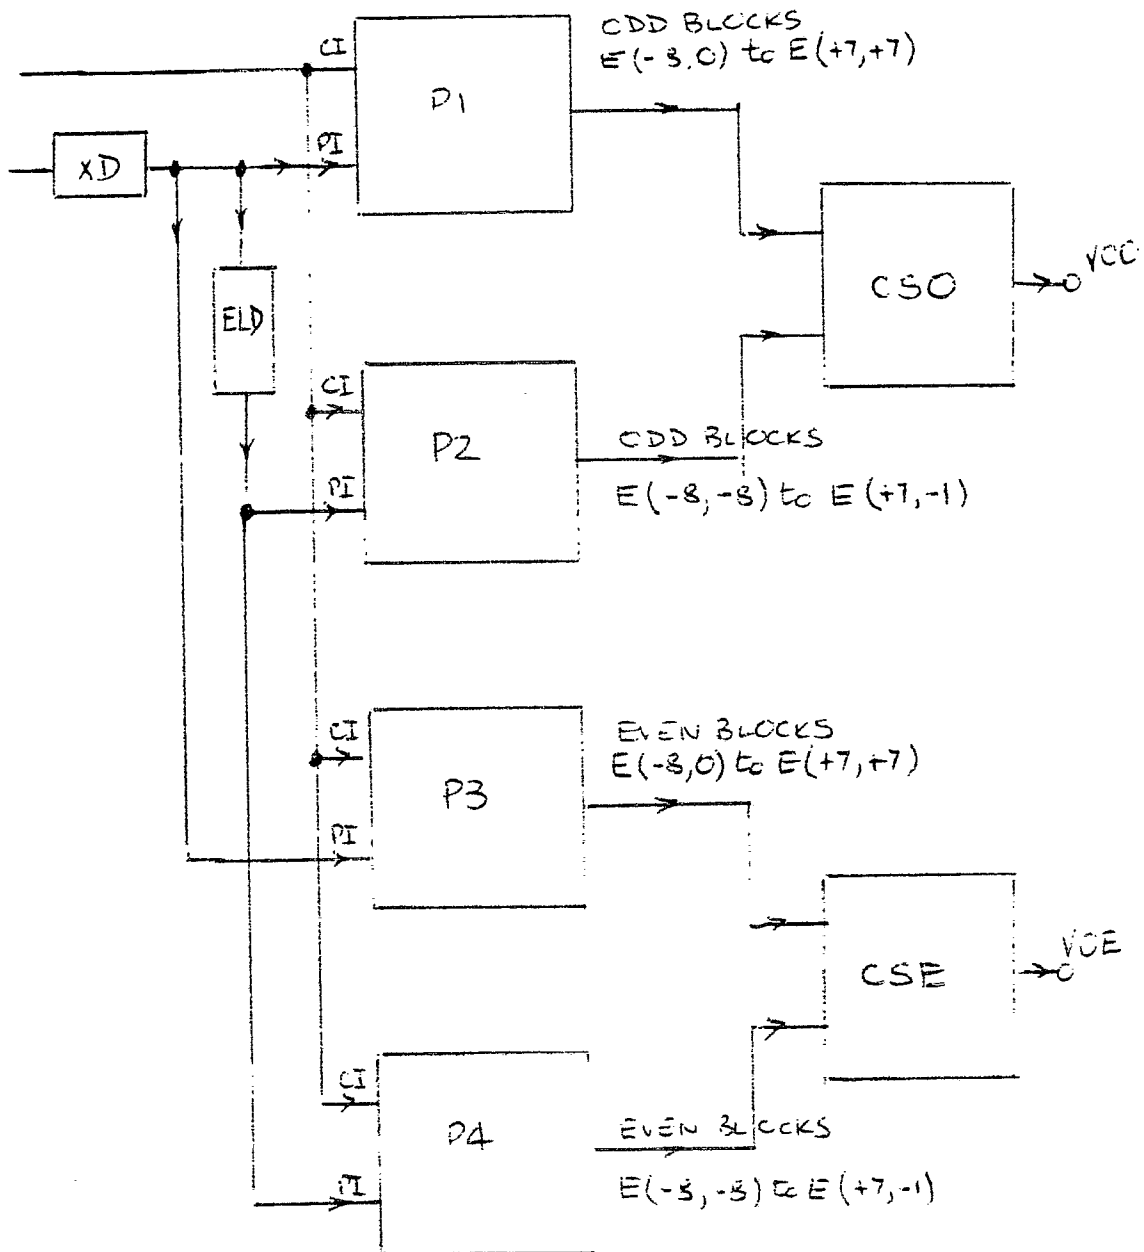 ODD BLOCKS
E(-8,0) to E(+7,+7)
CI
P1
PI
XD
CSO
ELD
CI
P2
ODD BLOCKS
PI
E(-8,-8) to E(+7,-1)
EVEN BLOCKS
CI
E(-8,0) to E(+7,+7)
P3
PI
VOE
CSE
CI
P4
EVEN BLOCKS
PI
E(-8,-8) to E(+7,-1)